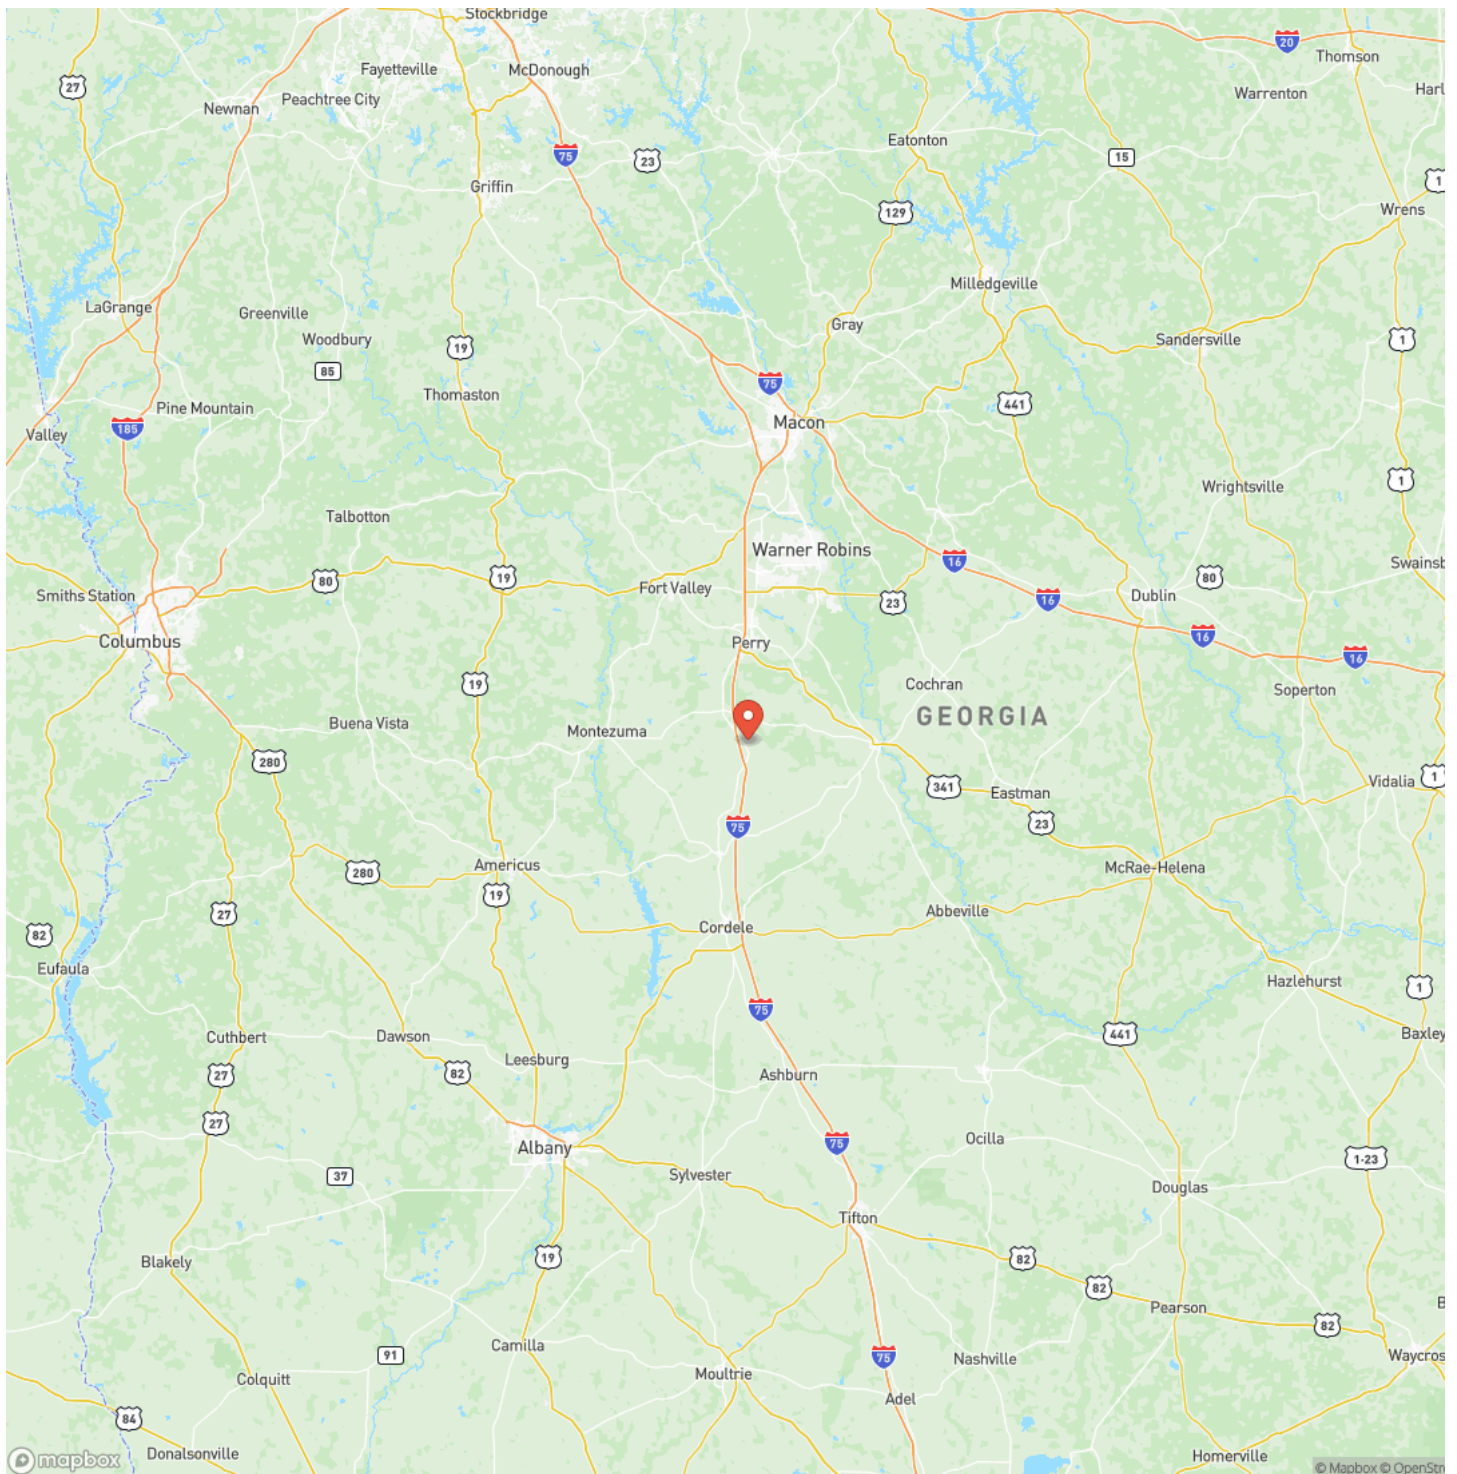 Stockbridge
20
Thomson
Fayetteville
McDonough
27
Peachtree City
Newnan
Warrenton
Harl
Eatonton
75
23
15
1
Griffin
129
Wrens
Milledgeville
LaGrange
Greenville
Gray
Woodbury
19
Sandersville
1
85
75
Thomaston
441
Pine Mountain
Macon
185
Valley
1
Wrightsville
Talbotton
Warner Robins
16
Swainsb
80
19
80
Fort Valley
Smiths Station
23
16
Dublin
Columbus
Perry
16
16
19
Cochran
Soperton
Buena Vista
GEORGIA
Montezuma
280
341
Eastman
1
Vidalia
75
23
Americus
McRae-Helena
280
19
27
Abbeville
82
Cordele
Eufaula
Hazlehurst
1
75
Cuthbert
Dawson
441
Baxley
Leesburg
27
82
Ashburn
27
Albany
75
Ocilla
1-23
37
Sylvester
Douglas
Tifton
Blakely
19
82
82
Pearson
B
82
Camilla
91
75
Nashville
Waycros
Colquitt
Moultrie
Adel
84
Donalsonville
Homerville
mapbox
© Mapbox © OpenStre